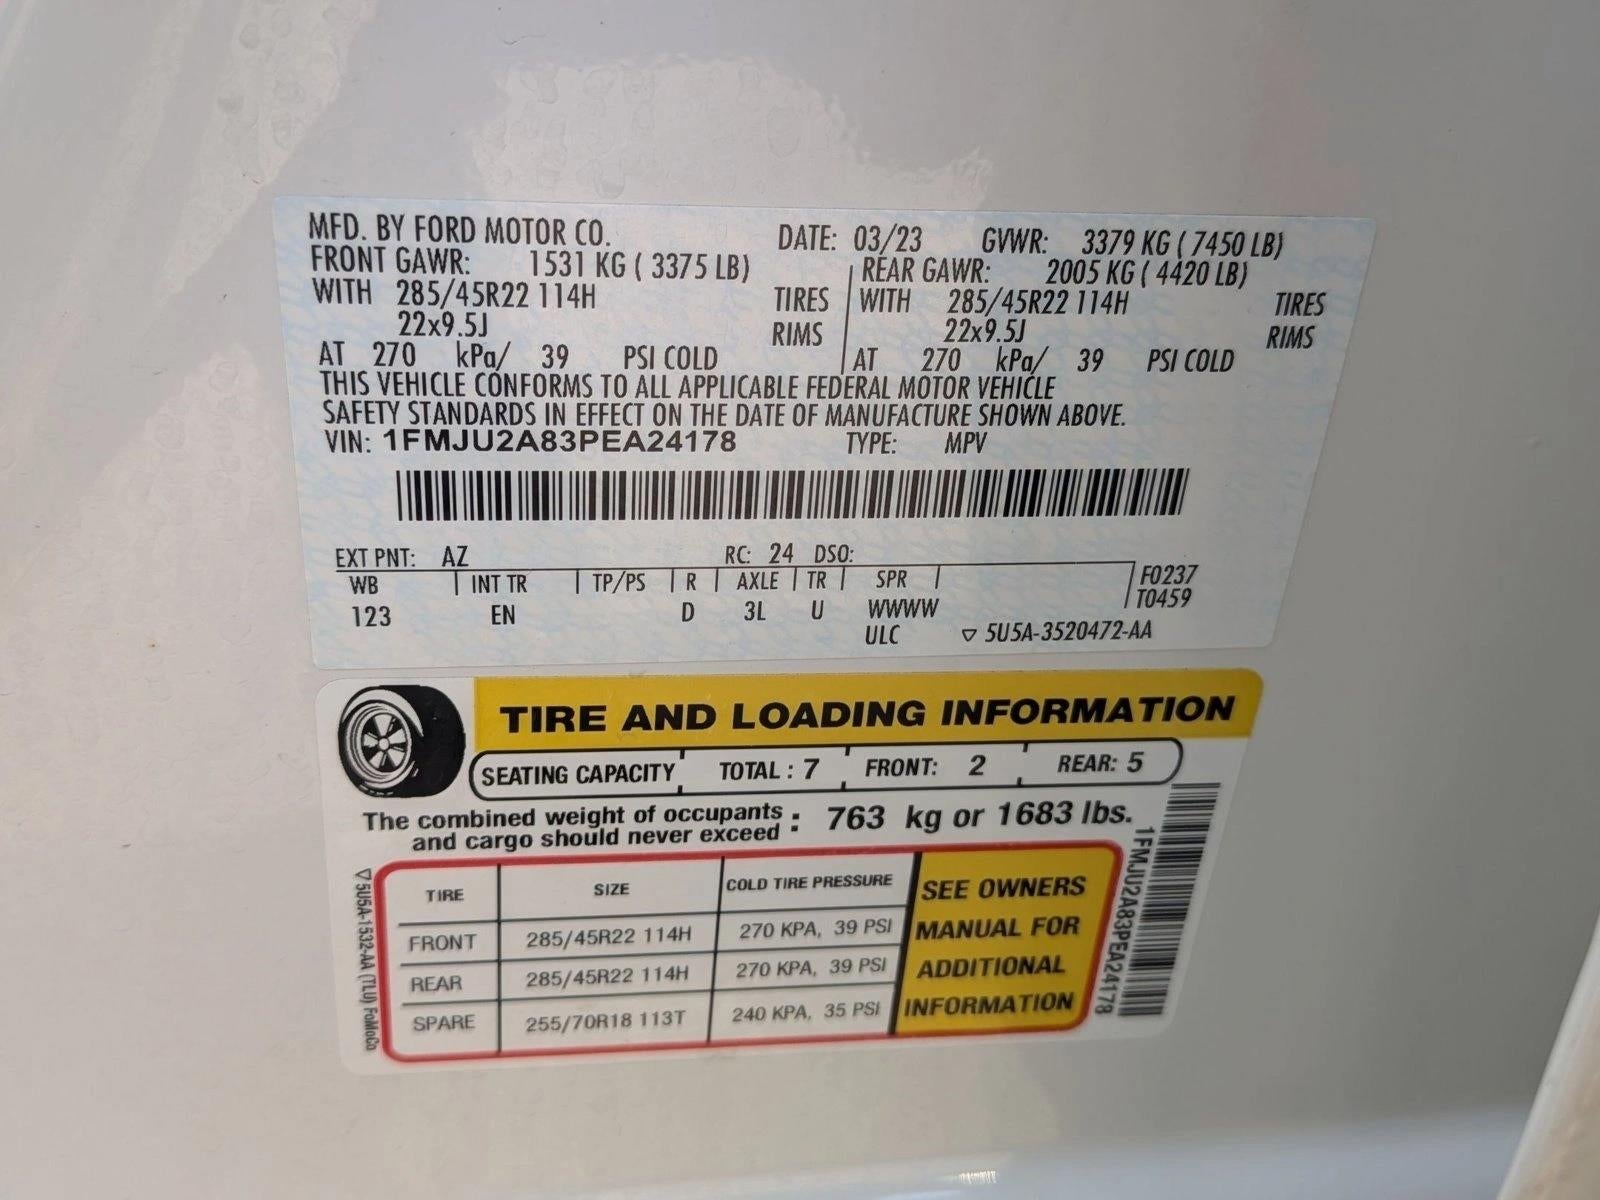 MFD. BY FORD MOTOR CO. DATE: 03/23 GVWR: 3379 KG ( 7450 LB)
FRONT GAWR: 1531 KG ( 3375 LB) REAR GAWR: 2005 KG ( 4420 LB)
WITH 285/45R22 114H TIRES WITH 285/45R22 114H TIRES
22x9.5J RIMS 22x9.5J RIMS
AT 270 kPa/ 39 PSI COLD AT 270 kPa/ 39 PSI COLD
THIS VEHICLE CONFORMS TO ALL APPLICABLE FEDERAL MOTOR VEHICLE
SAFETY STANDARDS IN EFFECT ON THE DATE OF MANUFACTURE SHOWN ABOVE.
VIN: 1FMJU2A83PEA24178 TYPE: MPV
EXT PNT: AZ RC: 24 DSO:
WB INT TR TP/PS R AXLE TR SPR F0237
123 EN D 3L U WWWW T0459
ULC ▽ 5U5A-3520472-AA
TIRE AND LOADING INFORMATION
SEATING CAPACITY TOTAL : 7 FRONT: 2 REAR: 5
The combined weight of occupants
and cargo should never exceed : 763 kg or 1683 lbs.
TIRE SIZE COLD TIRE PRESSURE
FRONT 285/45R22 114H 270 KPA, 39 PSI
REAR 285/45R22 114H 270 KPA, 39 PSI
SPARE 255/70R18 113T 240 KPA, 35 PSI
SEE OWNERS
MANUAL FOR
ADDITIONAL
INFORMATION
▽5U5A-1532-AA (TLU) FoMoCo
1FMJU2A83PEA24178